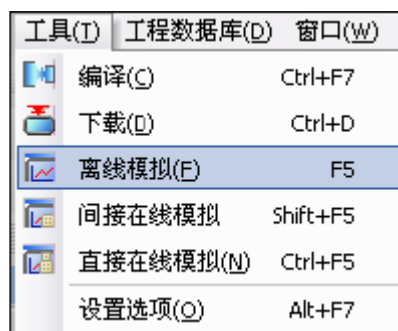 工具(T) 工程数据库(D) 窗口(W)
编译(C) Ctrl+F7
下载(D) Ctrl+D
离线模拟(F) F5
间接在线模拟 Shift+F5
直接在线模拟(N) Ctrl+F5
设置选项(O) Alt+F7